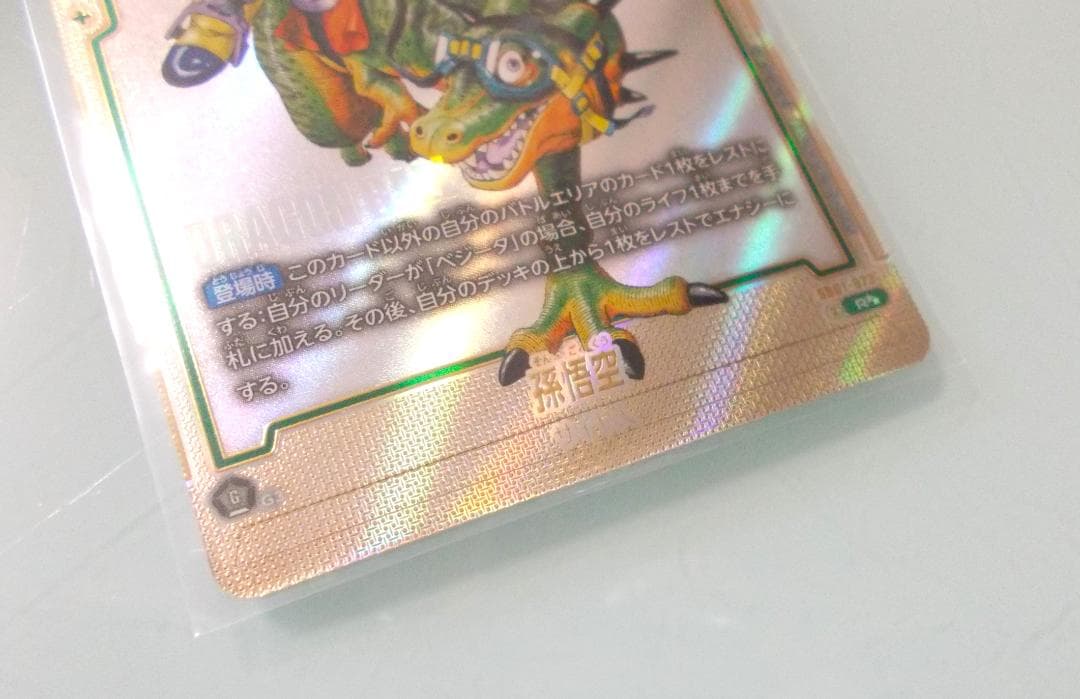 登場時 このカード以外の自分のバトルエリアのカード1枚をレストに
する:自分のリーダーが「ベジータ」の場合、自分のライフ1枚までを手
札に加える。その後、自分のデッキの上から1枚をレストでエナジーに
する。
孫悟空
G